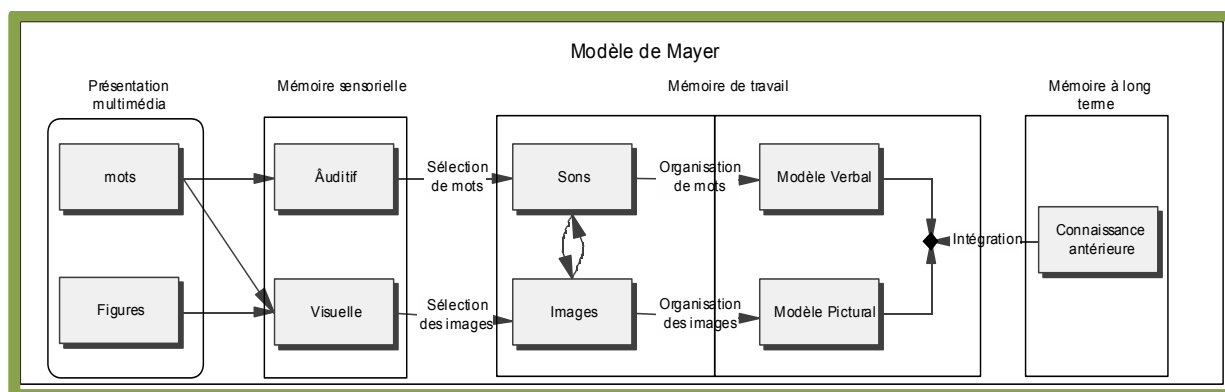 Modèle de Mayer
Présentation
multimédia
Mémoire sensorielle
Mémoire de travail
Mémoire à long
terme
mots
Âuditif
Sélection
de mots
Sons
Organisation
de mots
Modèle Verbal
Intégration
Connaissance
antérieure
Figures
Visuelle
Sélection
des images
Images
Organisation
des images
Modèle Pictural